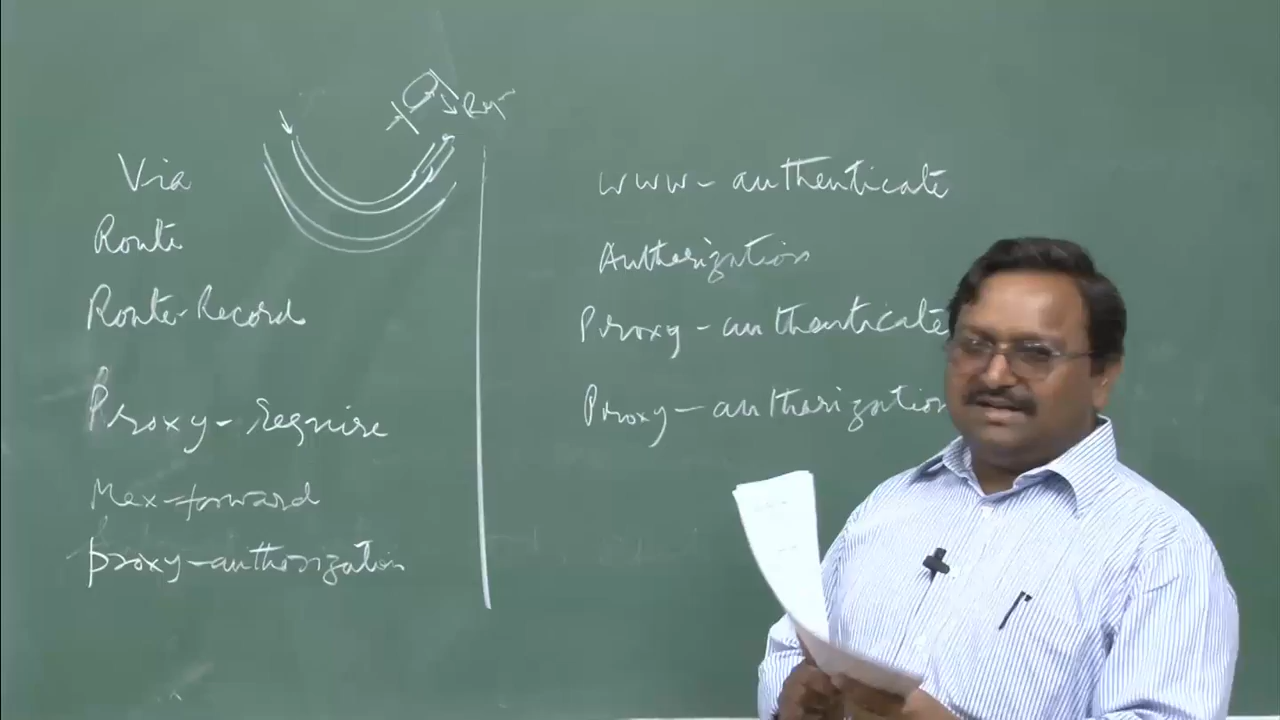 Via
Route
Route-Record
Proxy-require
Max-forward
proxy-authorization
www-authenticate
Authorization
Proxy-authenticate
Proxy-authorization